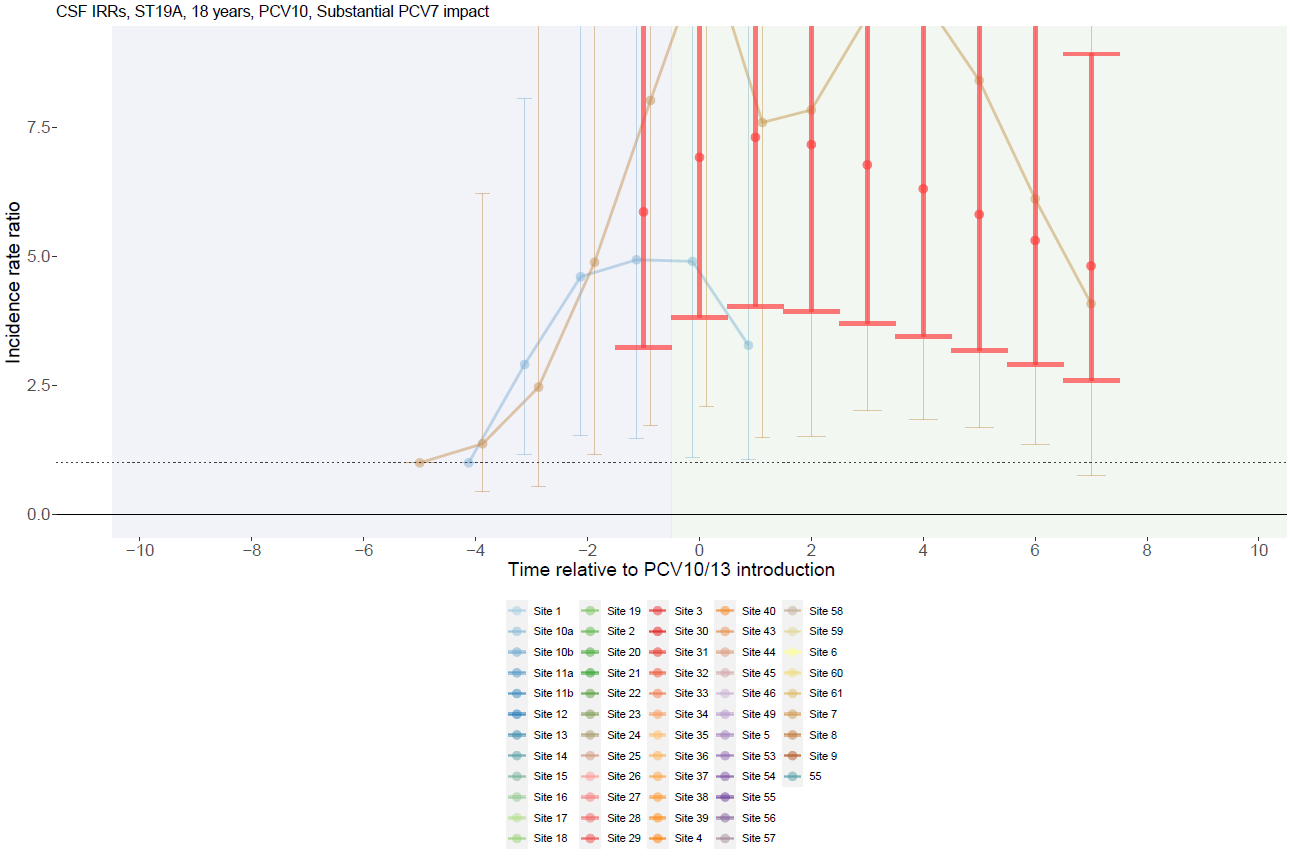 CSF IRRs, ST19A, 18 years, PCV10, Substantial PCV7 impact
Incidence rate ratio
7.5
5.0
2.5
0.0
−10 −8 −6 −4 −2 0 2 4 6 8 10
Time relative to PCV10/13 introduction
Site 1 Site 19 Site 3 Site 40 Site 58
Site 10a Site 2 Site 30 Site 43 Site 59
Site 10b Site 20 Site 31 Site 44 Site 6
Site 11a Site 21 Site 32 Site 45 Site 60
Site 11b Site 22 Site 33 Site 46 Site 61
Site 12 Site 23 Site 34 Site 49 Site 7
Site 13 Site 24 Site 35 Site 5 Site 8
Site 14 Site 25 Site 36 Site 53 Site 9
Site 15 Site 26 Site 37 Site 54 55
Site 16 Site 27 Site 38 Site 55
Site 17 Site 28 Site 39 Site 56
Site 18 Site 29 Site 4 Site 57